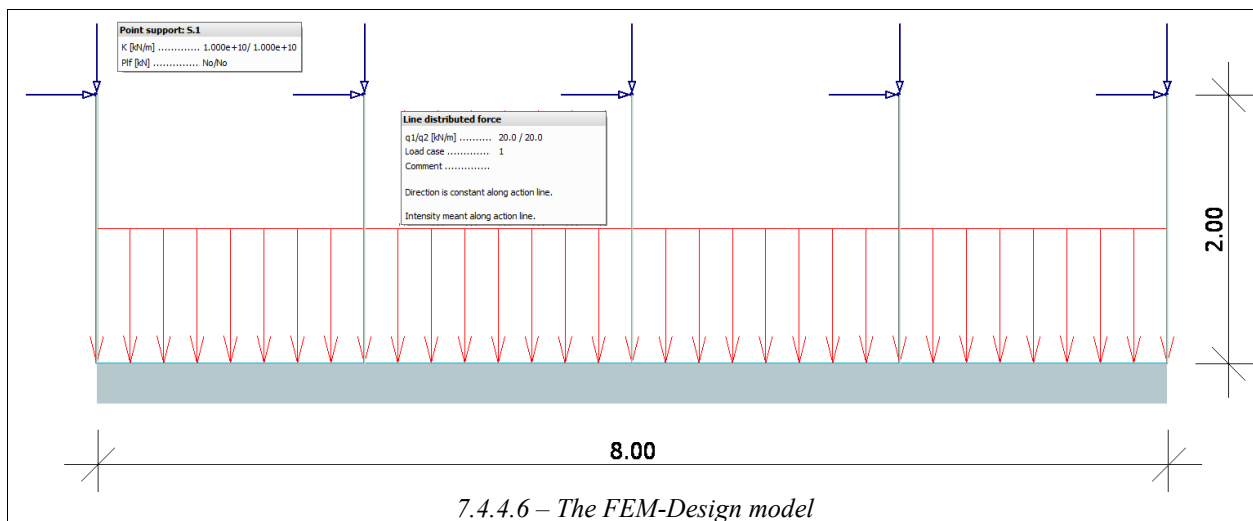 Point support: S.1
K [kN/m] ............. 1.000e+10/ 1.000e+10
Plf [kN] .............. No/No
Line distributed force
q1/q2 [kN/m] .......... 20.0 / 20.0
Load case ............. 1
Comment ..............
Direction is constant along action line.
Intensity meant along action line.
2.00
8.00
7.4.4.6 – The FEM-Design model